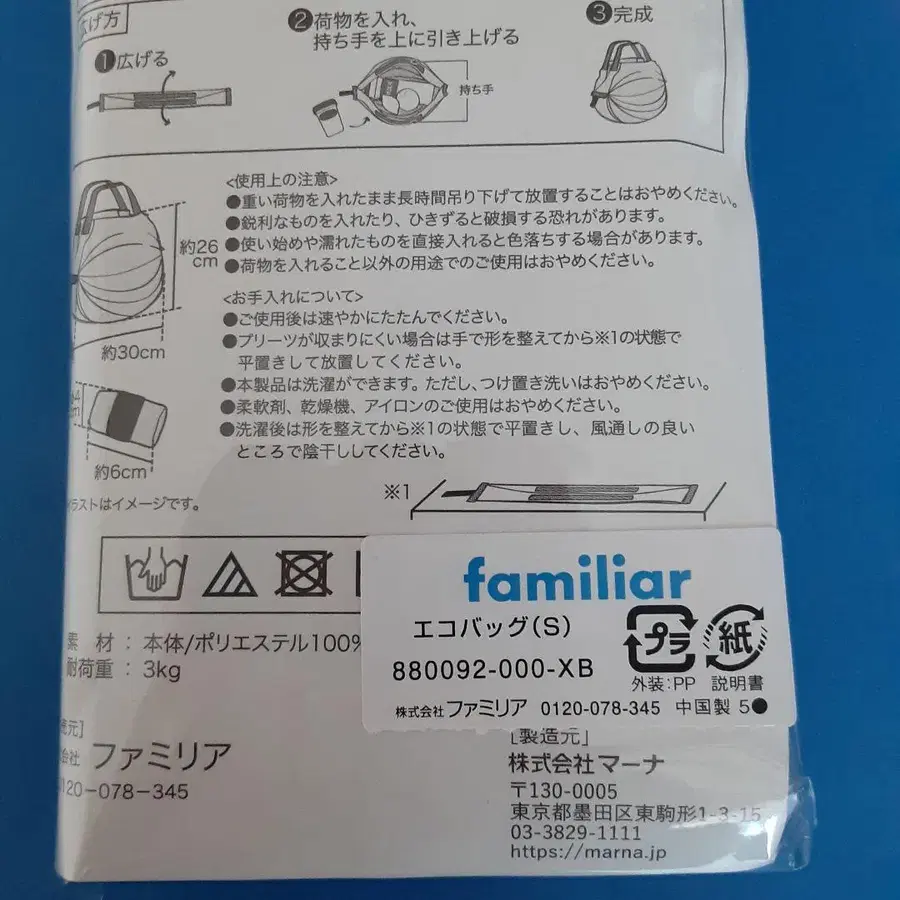 広げ方
❶広げる
❷荷物を入れ、
持ち手を上に引き上げる
持ち手
❸完成
<使用上の注意>
●重い荷物を入れたまま長時間吊り下げて放置することはおやめください。
●鋭利なものを入れたり、ひきずると破損する恐れがあります。
●使い始めや濡れたものを直接入れると色落ちする場合があります。
●荷物を入れること以外の用途でのご使用はおやめください。
約26
cm
約30cm
<お手入れについて>
●ご使用後は速やかにたたんでください。
●プリーツが収まりにくい場合は手で形を整えてから※1の状態で
平置きして放置してください。
●本製品は洗濯ができます。ただし、つけ置き洗いはおやめください。
●柔軟剤、乾燥機、アイロンのご使用はおやめください。
●洗濯後は形を整えてから※1の状態で平置きし、風通しの良い
ところで陰干ししてください。
約6cm
ラストはイメージです。
※1
素 材 : 本体/ポリエステル100%
耐荷重 : 3kg
familiar
エコバッグ(S)
880092-000-XB
プラ
紙
外装:PP 説明書
株式会社ファミリア 0120-078-345 中国製 5●
元]
会社 ファミリア
120-078-345
[製造元]
株式会社マーナ
〒130-0005
東京都墨田区東駒形1-3-15
03-3829-1111
https://marna.jp